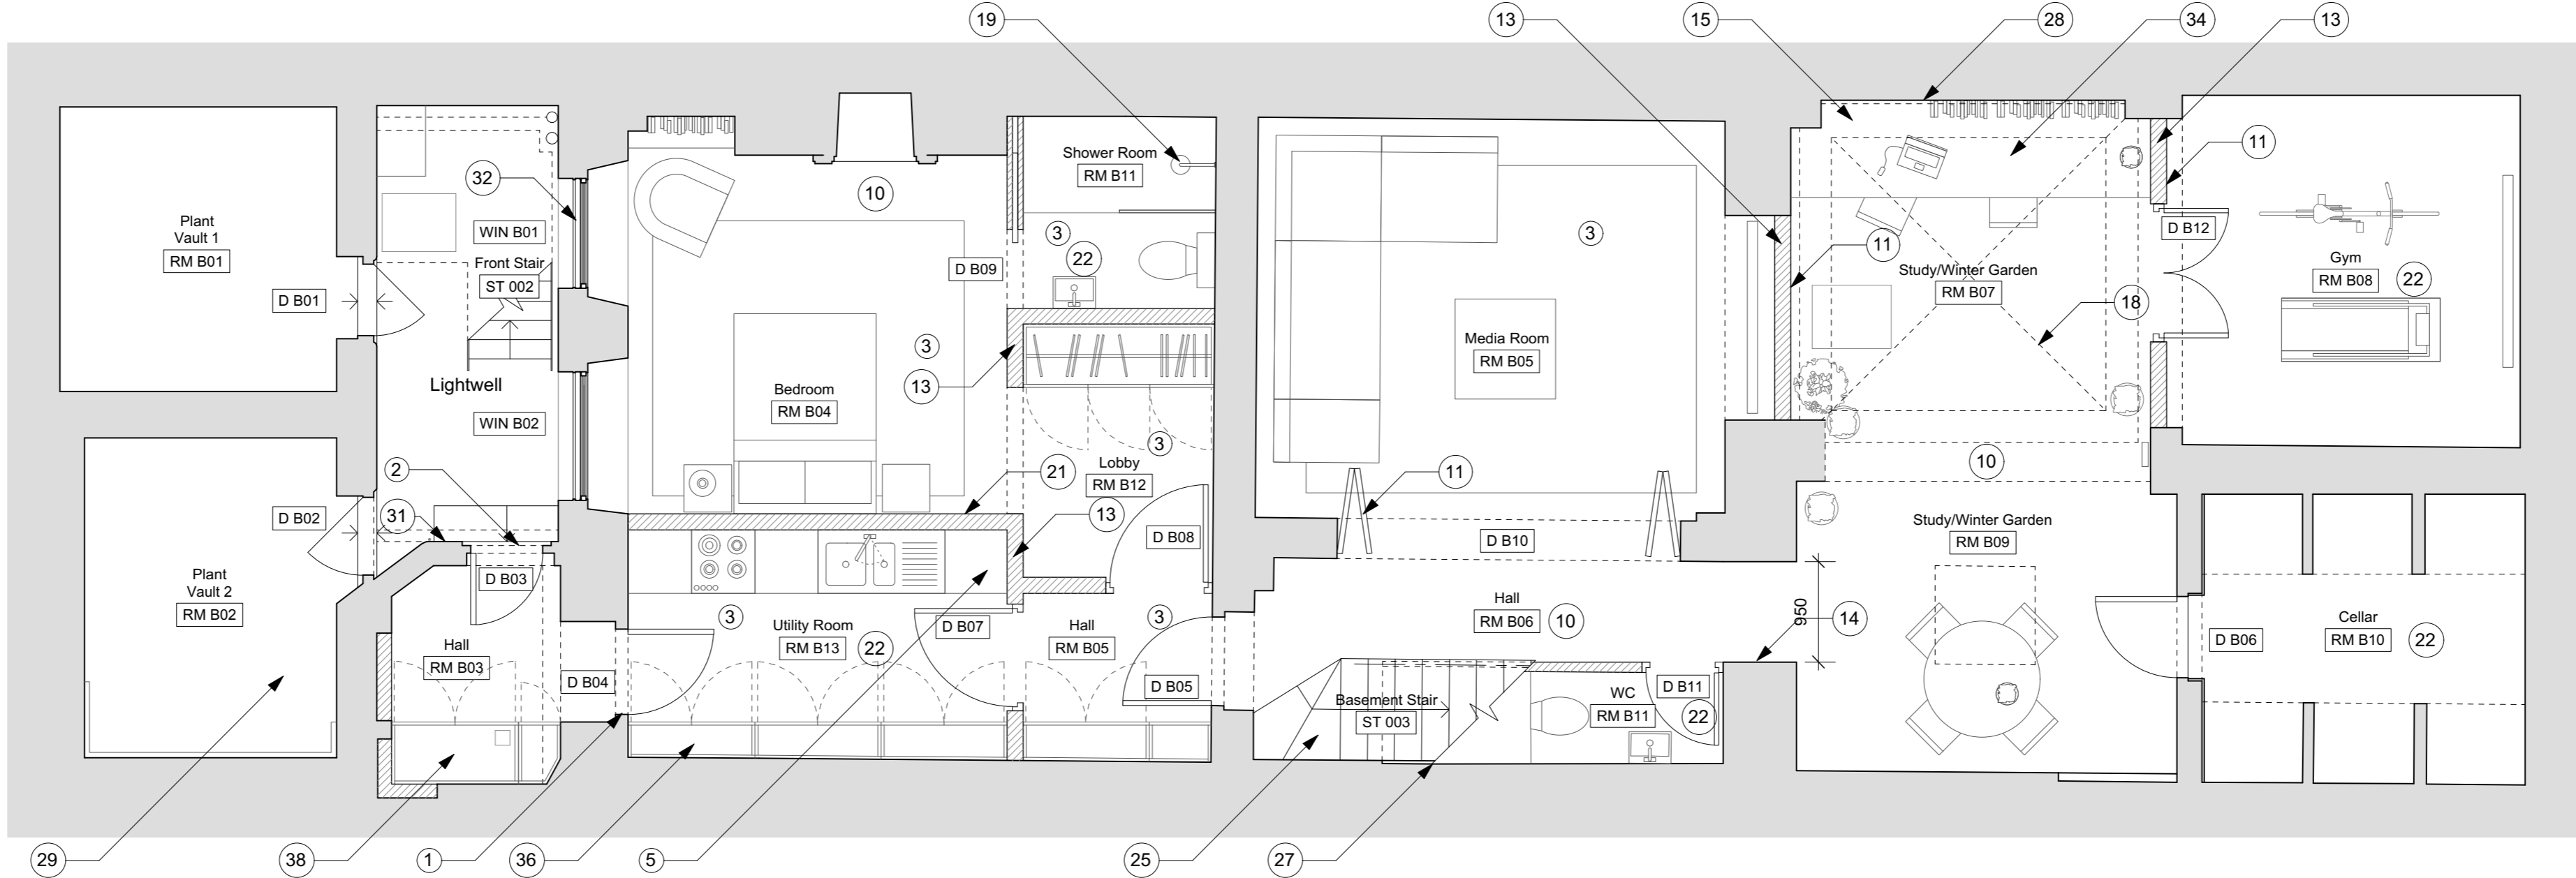 19
13
15
28
34
13
Plant
Vault 1
RM B01
D B01
32
WIN B01
Front Stair
ST 002
Lightwell
WIN B02
2
31
D B02
Plant
Vault 2
RM B02
D B03
Hall
RM B03
D B04
10
Bedroom
RM B04
3
13
D B09
Shower Room
RM B11
3
22
3
Lobby
RM B12
21
13
D B08
3
Utility Room
RM B13
22
D B07
Hall
RM B05
3
D B05
3
Media Room
RM B05
11
D B10
Hall
RM B06
10
950
14
Basement Stair
ST 003
WC
RM B11
D B11
22
11
Study/Winter Garden
RM B07
18
10
Study/Winter Garden
RM B09
11
D B12
Gym
RM B08
22
D B06
Cellar
RM B10
22
29
38
1
36
5
25
27